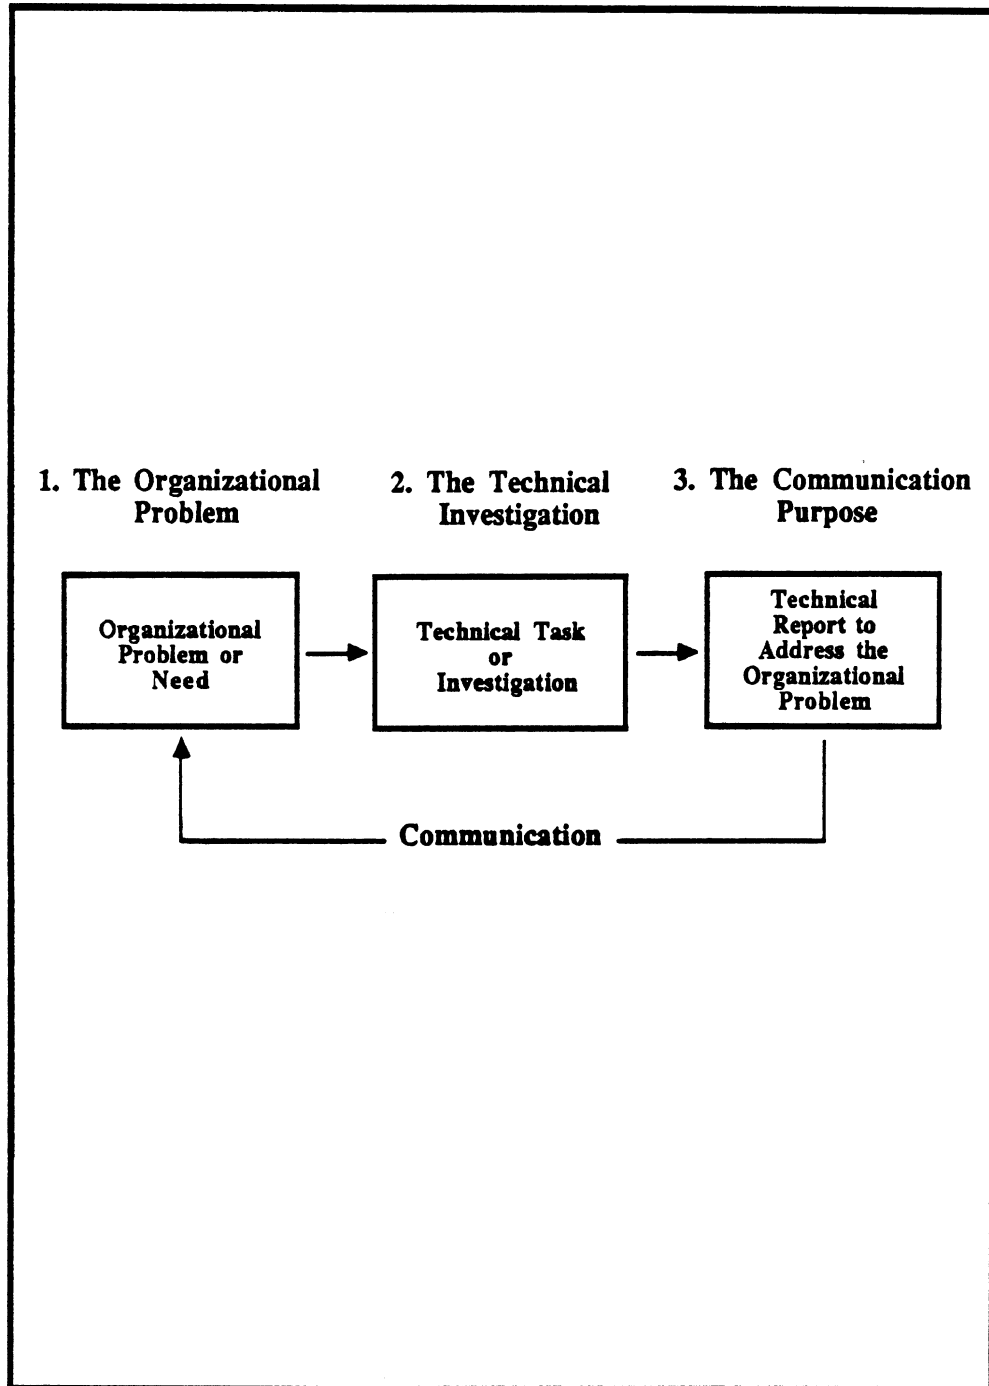 1. The Organizational
Problem
2. The Technical
Investigation
3. The Communication
Purpose
Organizational
Problem or
Need
Technical Task
or
Investigation
Technical
Report to
Address the
Organizational
Problem
Communication